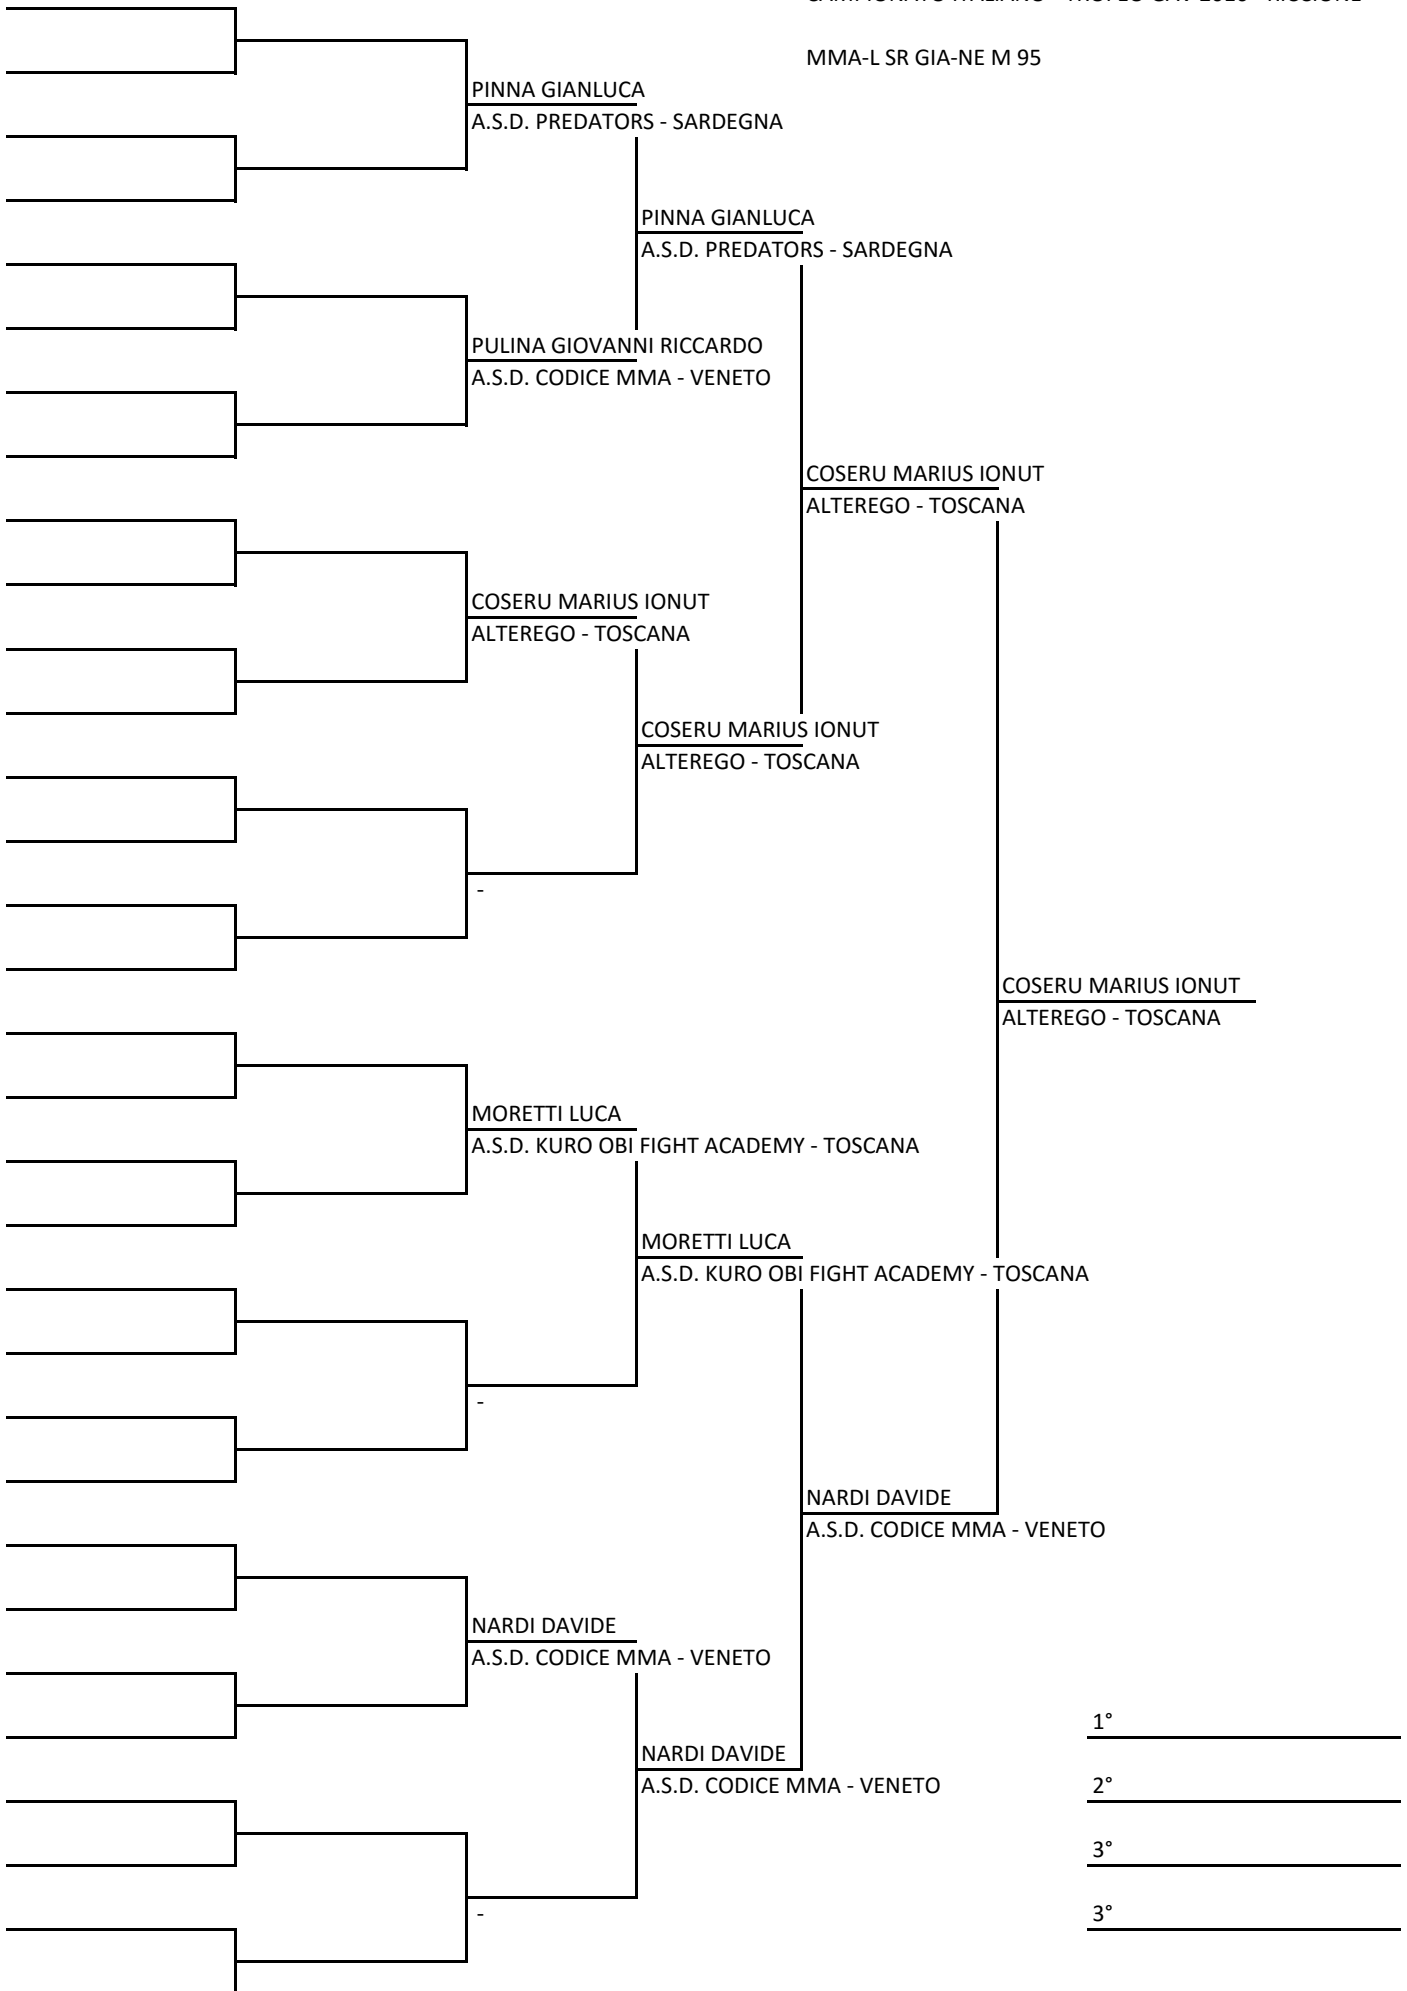 MMA-L SR GIA-NE M 95
PINNA GIANLUCA
A.S.D. PREDATORS - SARDEGNA
PINNA GIANLUCA
A.S.D. PREDATORS - SARDEGNA
PULINA GIOVANNI RICCARDO
A.S.D. CODICE MMA - VENETO
COSERU MARIUS IONUT
ALTEREGO - TOSCANA
COSERU MARIUS IONUT
ALTEREGO - TOSCANA
COSERU MARIUS IONUT
ALTEREGO - TOSCANA
-
COSERU MARIUS IONUT
ALTEREGO - TOSCANA
MORETTI LUCA
A.S.D. KURO OBI FIGHT ACADEMY - TOSCANA
MORETTI LUCA
A.S.D. KURO OBI FIGHT ACADEMY - TOSCANA
-
NARDI DAVIDE
A.S.D. CODICE MMA - VENETO
NARDI DAVIDE
A.S.D. CODICE MMA - VENETO
1°
NARDI DAVIDE
A.S.D. CODICE MMA - VENETO
2°
3°
-
3°